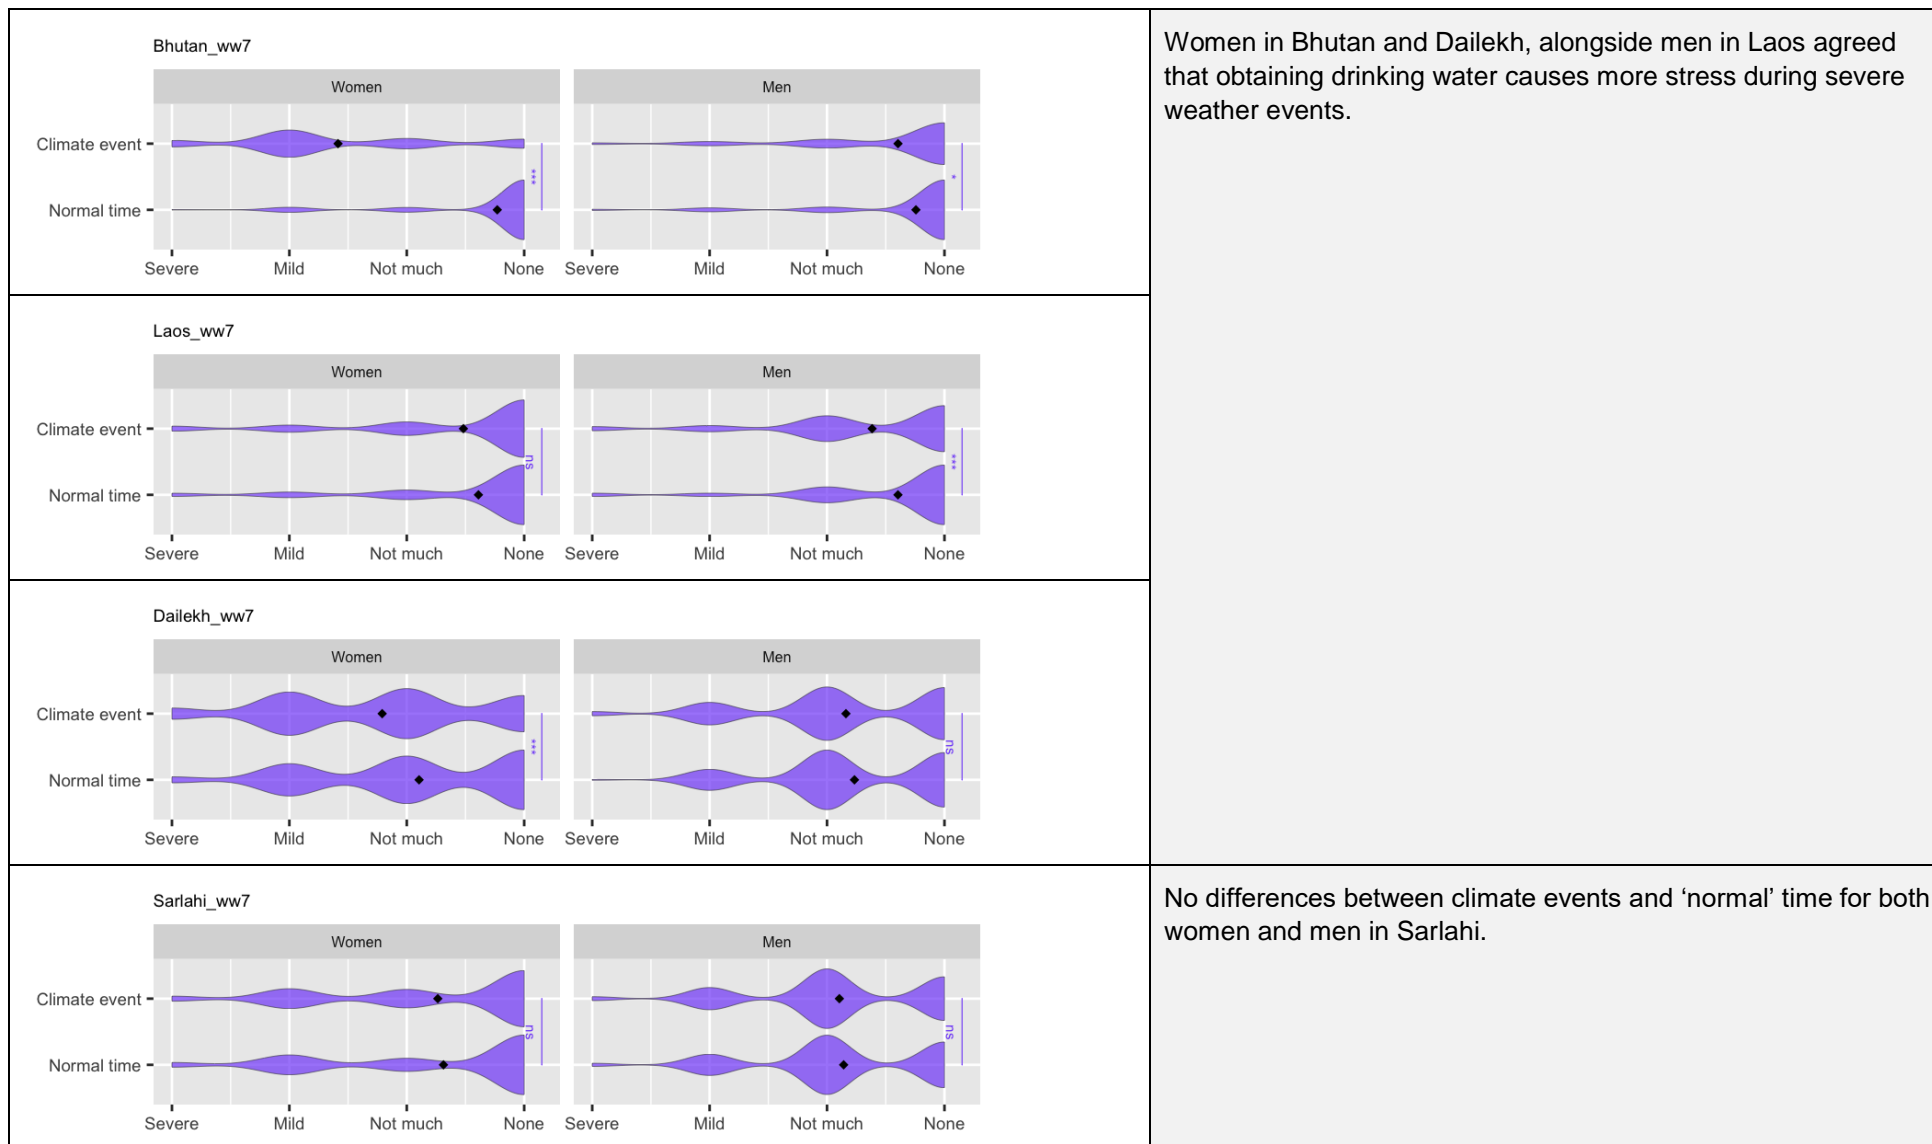 Bhutan_ww7
Women Men
Climate event
***
*
Normal time
Severe Mild Not much None Severe Mild Not much None
Women in Bhutan and Dailekh, alongside men in Laos agreed
that obtaining drinking water causes more stress during severe
weather events.
Laos_ww7
Women Men
Climate event
ns
***
Normal time
Severe Mild Not much None Severe Mild Not much None
Dailekh_ww7
Women Men
Climate event
***
ns
Normal time
Severe Mild Not much None Severe Mild Not much None
Sarlahi_ww7
Women Men
Climate event
ns
ns
Normal time
Severe Mild Not much None Severe Mild Not much None
No differences between climate events and ‘normal’ time for both
women and men in Sarlahi.